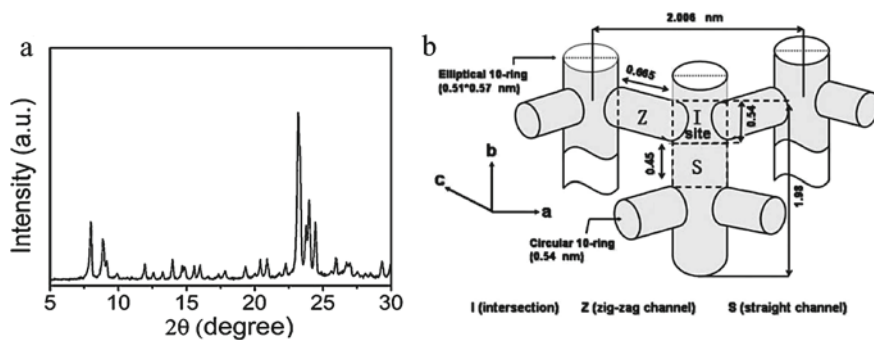 a
Intensity (a.u.)
5
10
15
20
25
30
2θ (degree)
b
2.006 nm
Elliptical 10-ring
(0.51*0.57 nm)
0.665
Z
I
site
0.54
0.45
S
1.98
b
c
a
Circular 10-ring
(0.54 nm)
I (intersection) Z (zig-zag channel) S (straight channel)